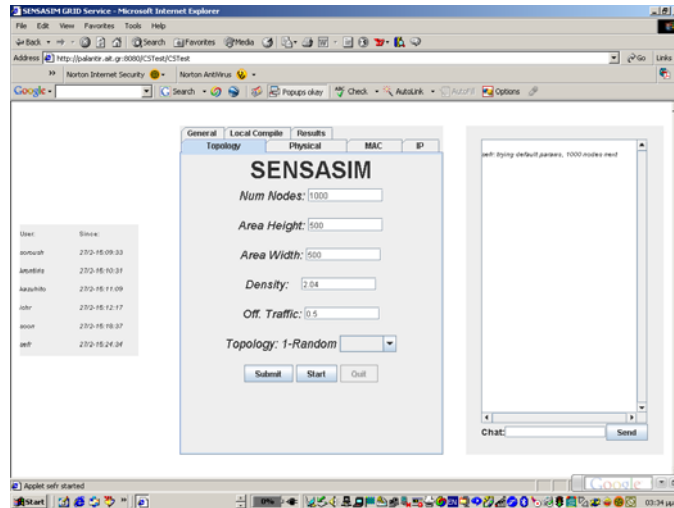 SENSASIM GRID Service - Microsoft Internet Explorer
File Edit View Favorites Tools Help
Back Search Favorites Media
Address http://palantir.ait.gr:8080/CSTest/CSTest Go Links
Norton Internet Security Norton AntiVirus
Google Search Popups okay Check AutoLink AutoFill Options
General Local Compile Results
Topology Physical MAC IP
SENSASIM
Num Nodes: 1000
Area Height: 500
Area Width: 500
Density: 2.04
Off. Traffic: 0.5
Topology: 1-Random
Submit Start Quit
User: Since:
27/2-15:09:33
27/2-15:10:31
kazuhito 27/2-15:11:09
27/2-15:12:17
27/2-15:18:37
sefr 27/2-15:24:34
sefr: trying default params, 1000 nodes next
Chat: Send
Applet sefr started
Google
Start 0% 03:34 μμ